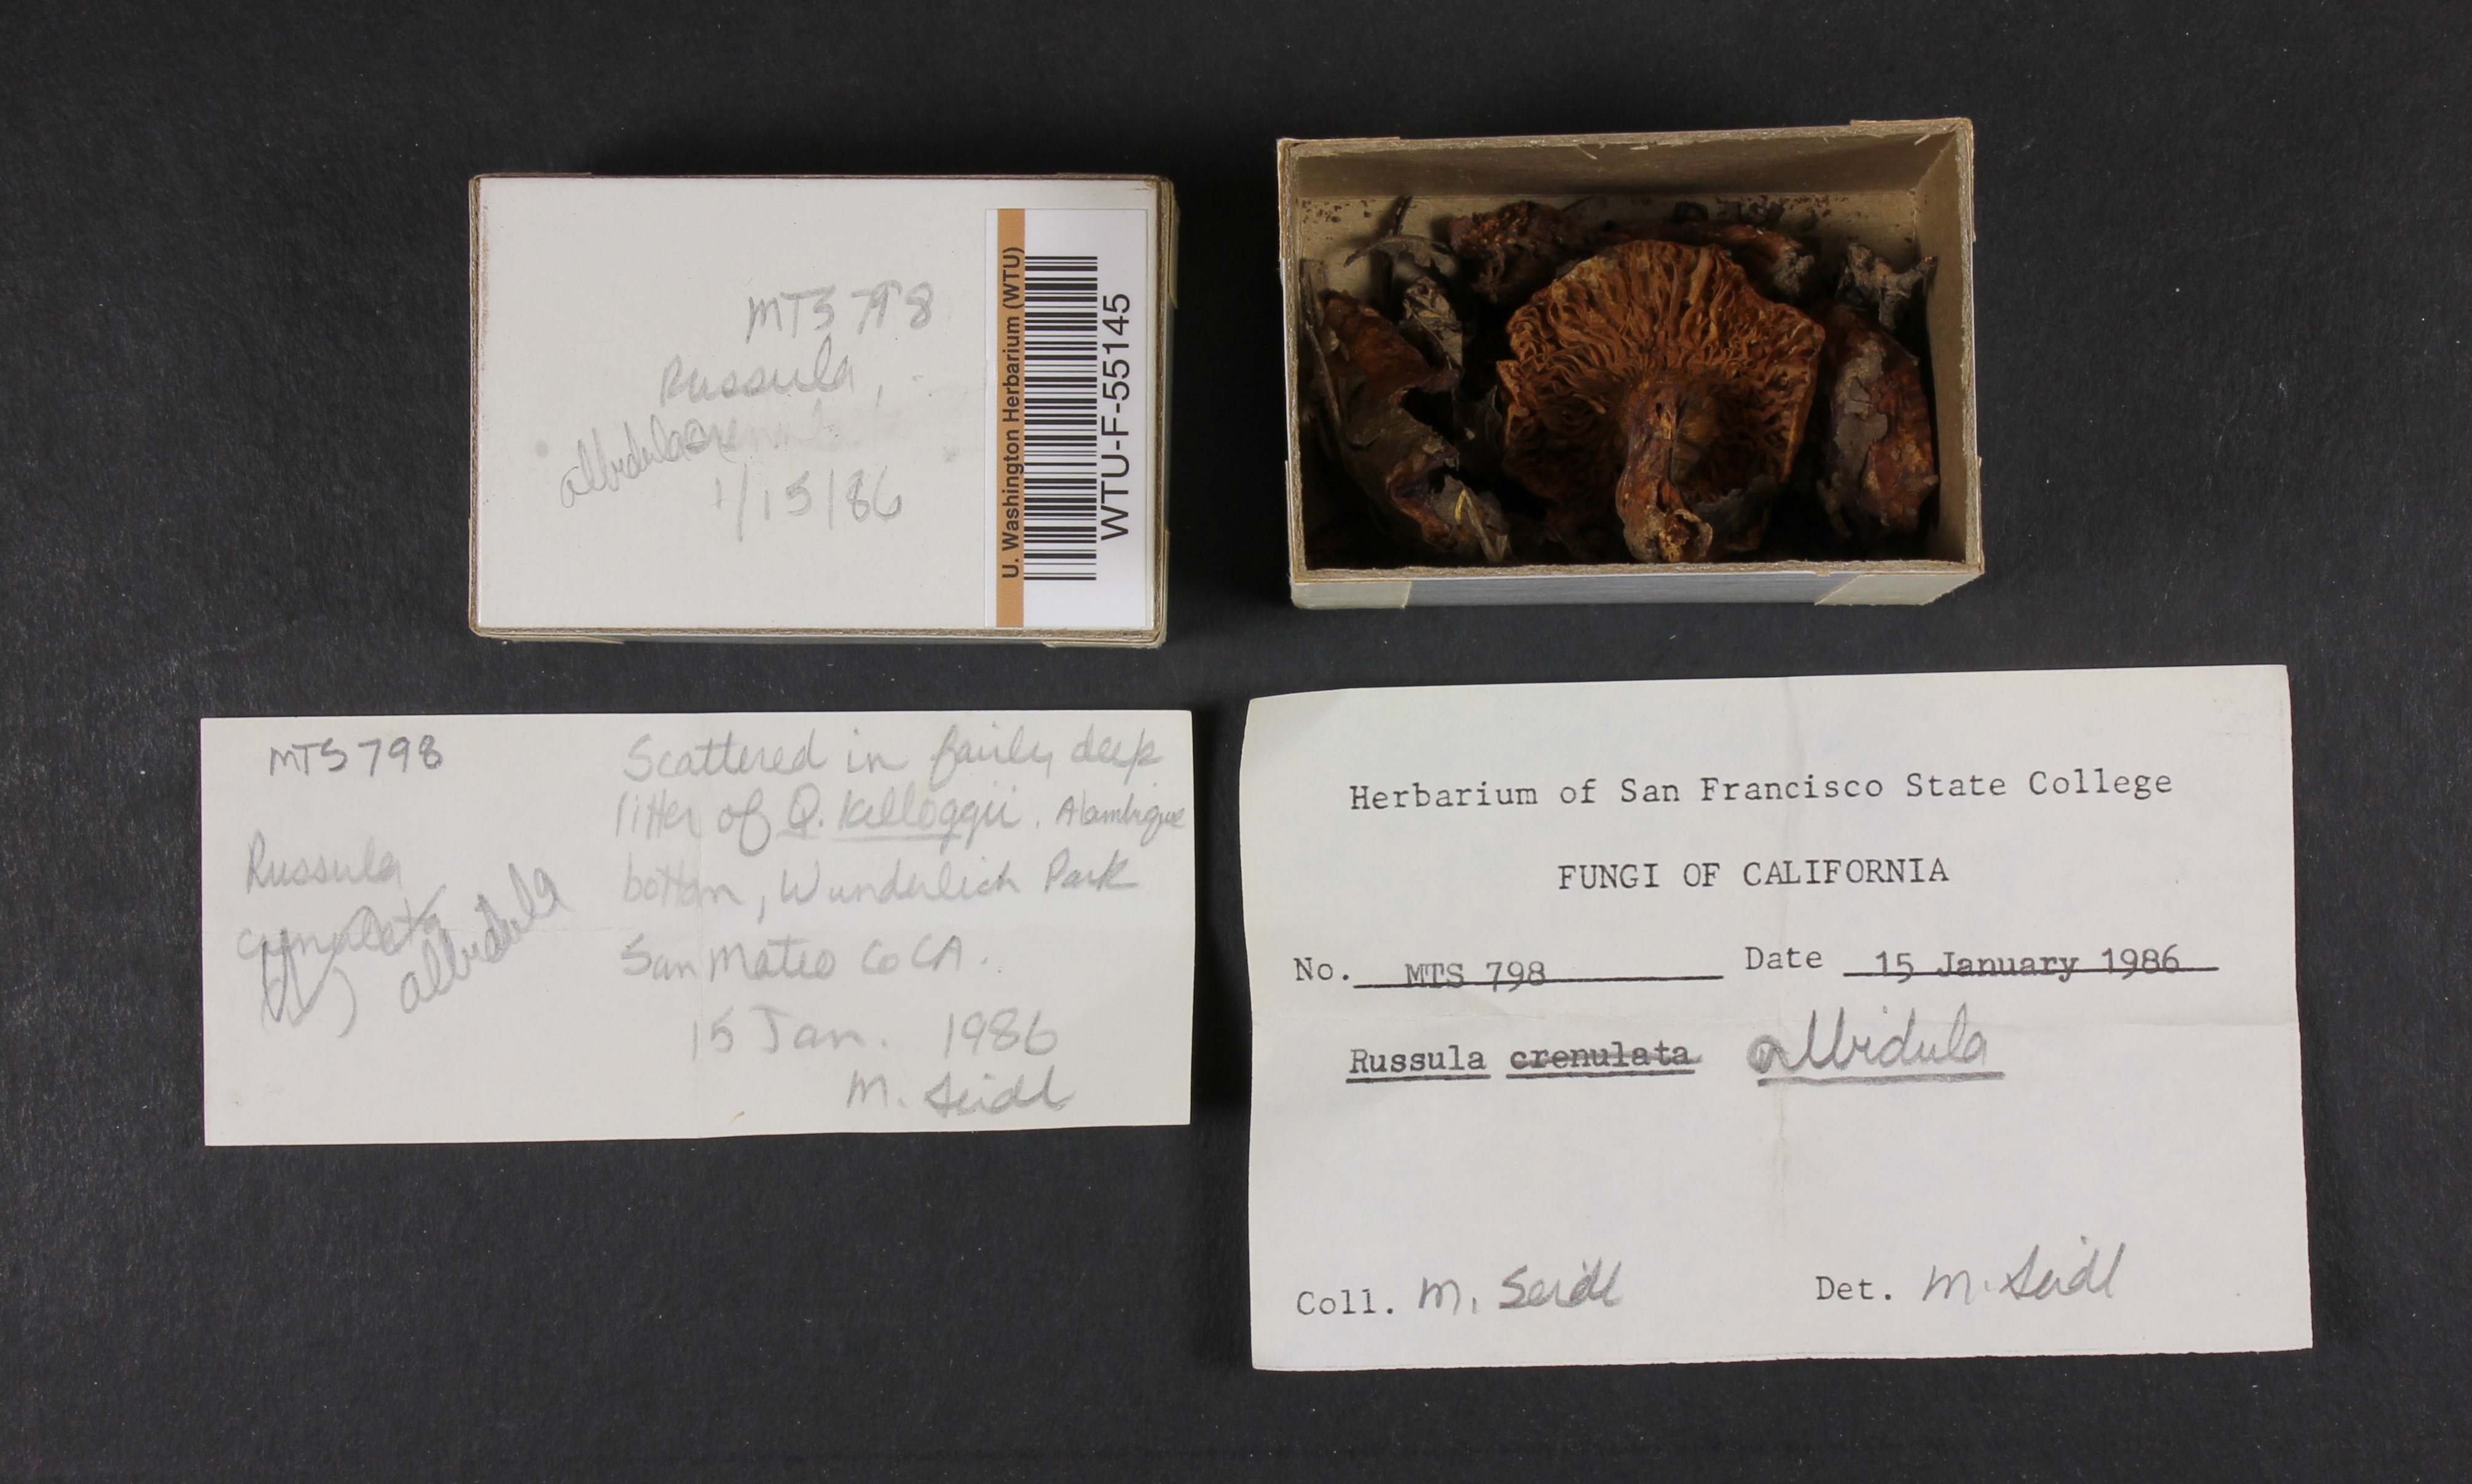 MTS 798
Russula
albidula
1/15/86
U. Washington Herbarium (WTU)
WTU-F-55145
MTS 798
Russula
crenulata
albidula
Scattered in fairly deep
litter of Q. kelloggii. Alambique
bottom, Wunderlich Park
San Mateo Co CA.
15 Jan. 1986
M. Seidl
Herbarium of San Francisco State College
FUNGI OF CALIFORNIA
No. MTS 798 Date 15 January 1986
Russula crenulata albidula
Coll. M. Seidl Det. M. Seidl